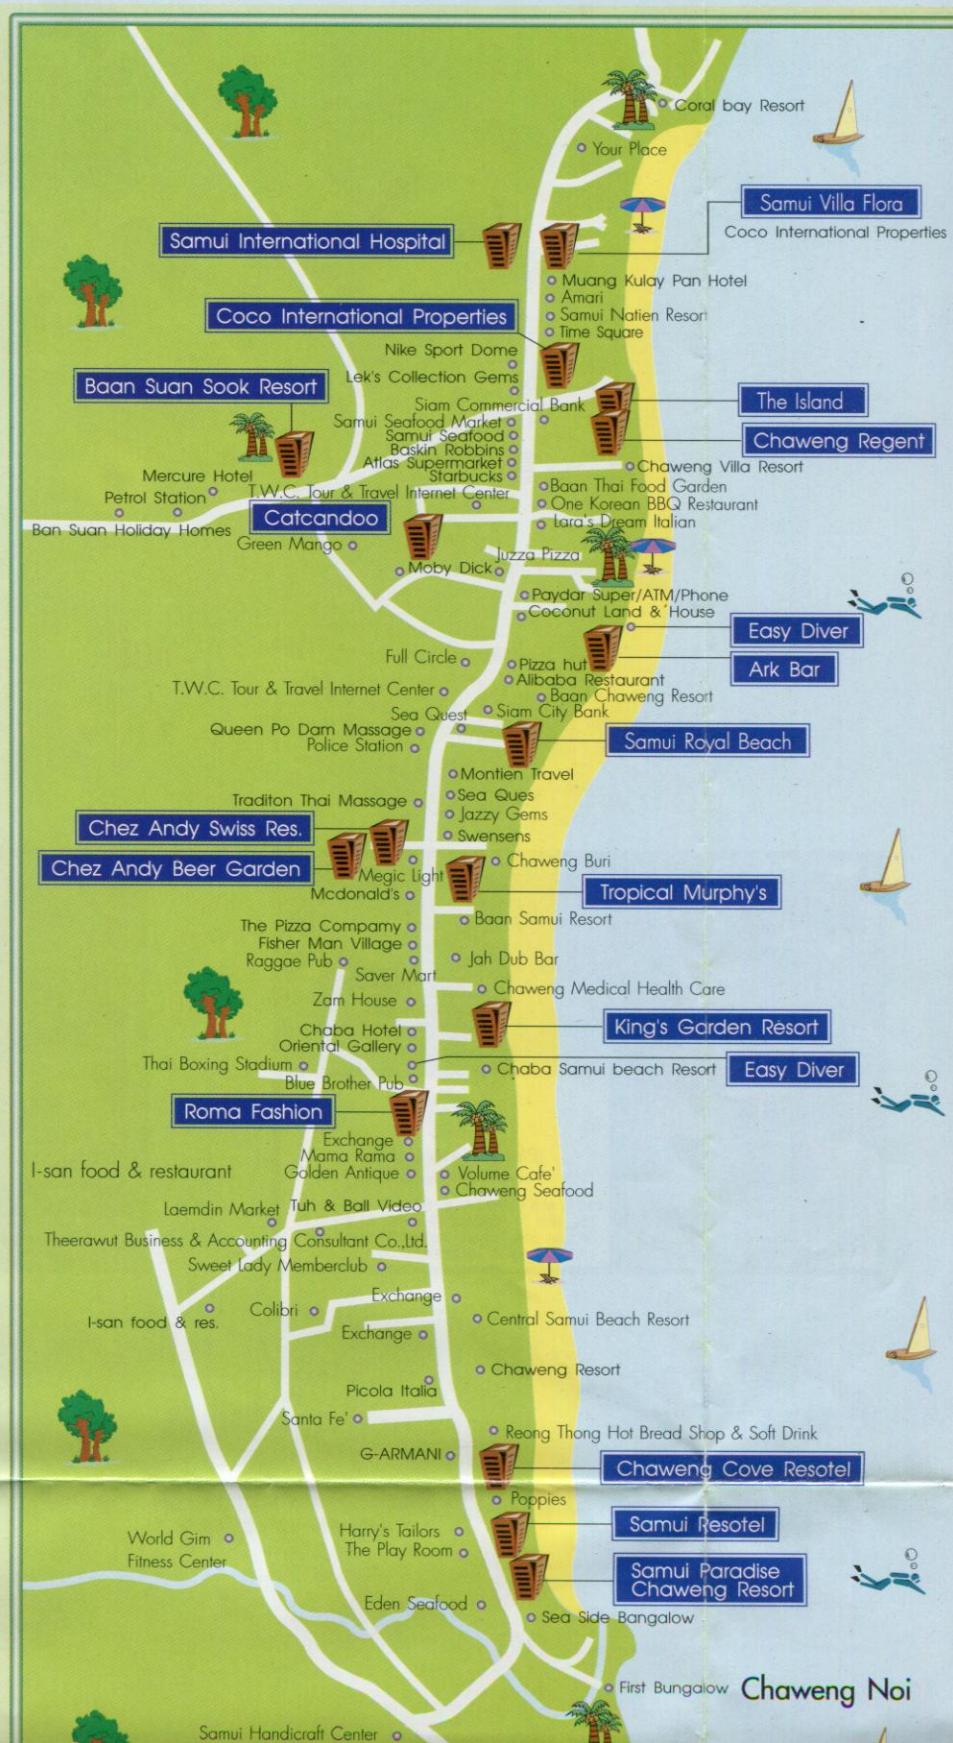 Coral bay Resort
Your Place
Samui Villa Flora
Coco International Properties
Samui International Hospital
Muang Kulay Pan Hotel
Amari
Coco International Properties
Samui Natien Resort
Time Square
Nike Sport Dome
Lek's Collection Gems
Baan Suan Sook Resort
The Island
Siam Commercial Bank
Samui Seafood Market
Samui Seafood
Chaweng Regent
Baskin Robbins
Atlas Supermarket
Chaweng Villa Resort
Mercure Hotel
Starbucks
Baan Thai Food Garden
Petrol Station
T.W.C. Tour & Travel Internet Center
One Korean BBQ Restaurant
Catcandoo
Lara's Dream Italian
Ban Suan Holiday Homes
Green Mango
Juzza Pizza
Moby Dick
Paydar Super/ATM/Phone
Coconut Land & House
Easy Diver
Full Circle
Pizza hut
Ark Bar
Alibaba Restaurant
T.W.C. Tour & Travel Internet Center
Baan Chaweng Resort
Sea Quest
Siam City Bank
Queen Po Dam Massage
Police Station
Samui Royal Beach
Montien Travel
Traditon Thai Massage
Sea Ques
Jazzy Gems
Chez Andy Swiss Res.
Swensens
Chez Andy Beer Garden
Chaweng Buri
Megic Light
Mcdonald's
Tropical Murphy's
Baan Samui Resort
The Pizza Compamy
Fisher Man Village
Raggae Pub
Jah Dub Bar
Saver Mart
Chaweng Medical Health Care
Zam House
Chaba Hotel
King's Garden Resort
Oriental Gallery
Thai Boxing Stadium
Chaba Samui beach Resort
Easy Diver
Blue Brother Pub
Roma Fashion
Exchange
Mama Rama
I-san food & restaurant
Golden Antique
Volume Cafe'
Chaweng Seafood
Laemdin Market
Tuh & Ball Video
Theerawut Business & Accounting Consultant Co.,Ltd.
Sweet Lady Memberclub
Exchange
Colibri
I-san food & res.
Central Samui Beach Resort
Exchange
Chaweng Resort
Picola Italia
Santa Fe'
Reong Thong Hot Bread Shop & Soft Drink
G-ARMANI
Chaweng Cove Resotel
Poppies
World Gim
Fitness Center
Harry's Tailors
Samui Resotel
The Play Room
Samui Paradise
Chaweng Resort
Eden Seafood
Sea Side Bangalow
First Bungalow
Chaweng Noi
Samui Handicraft Center